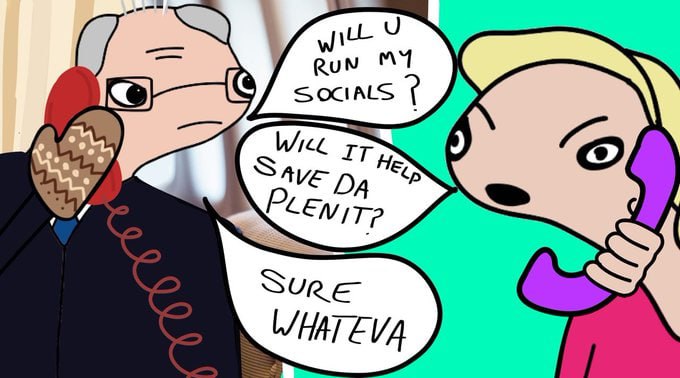 WILL U
RUN MY
SOCIALS?
WILL IT HELP
SAVE DA
PLENIT?
SURE
WHATEVA